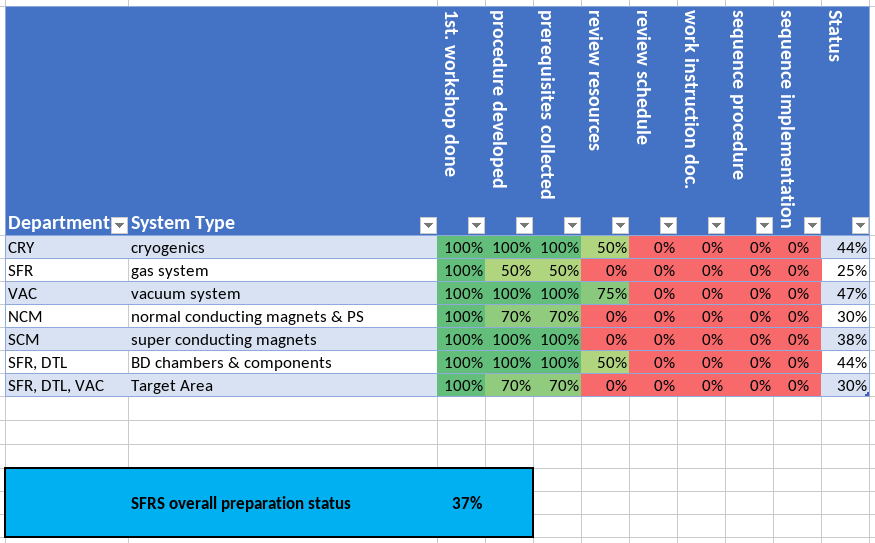 Department System Type 1st. workshop done procedure developed prerequisites collected review resources review schedule work instruction doc. sequence procedure sequence implementation Status
CRY cryogenics 100% 100% 100% 50% 0% 0% 0% 0% 44%
SFR gas system 100% 50% 50% 0% 0% 0% 0% 0% 25%
VAC vacuum system 100% 100% 100% 75% 0% 0% 0% 0% 47%
NCM normal conducting magnets & PS 100% 70% 70% 0% 0% 0% 0% 0% 30%
SCM super conducting magnets 100% 100% 100% 0% 0% 0% 0% 0% 38%
SFR, DTL BD chambers & components 100% 100% 100% 50% 0% 0% 0% 0% 44%
SFR, DTL, VAC Target Area 100% 70% 70% 0% 0% 0% 0% 0% 30%
SFRS overall preparation status 37%